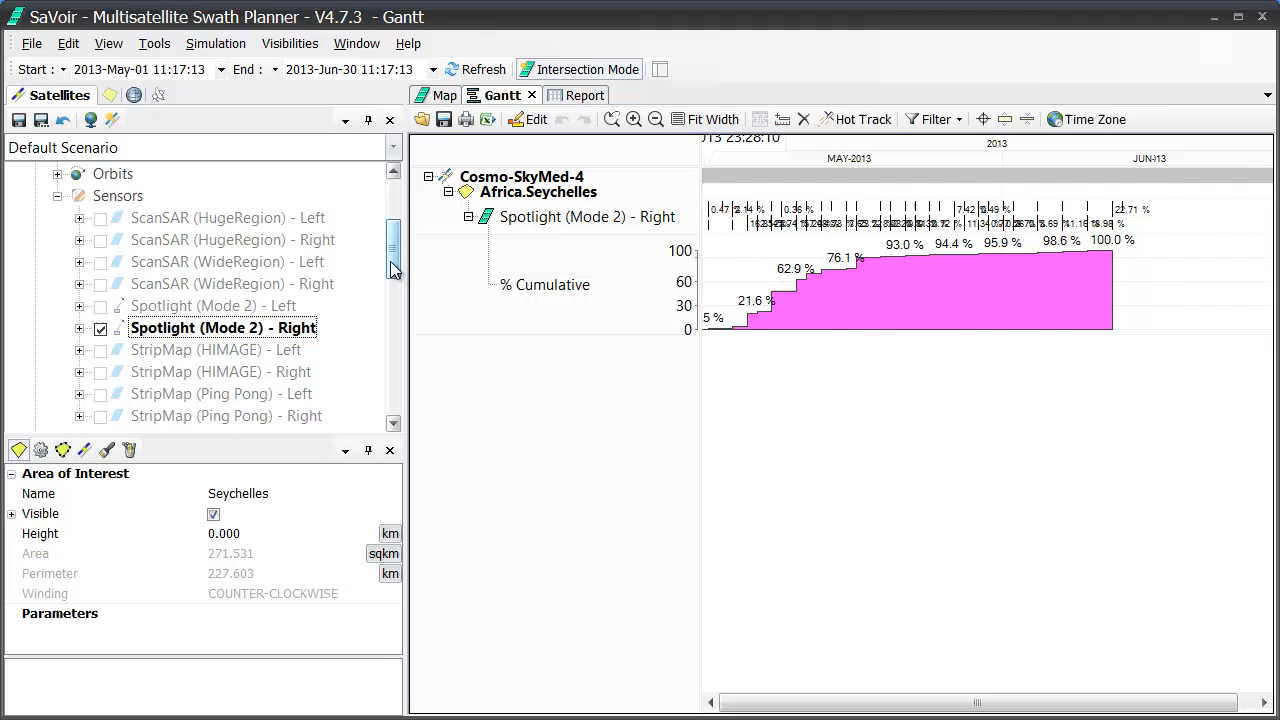 SaVoir - Multisatellite Swath Planner - V4.7.3 - Gantt
File Edit View Tools Simulation Visibilities Window Help
Start : 2013-May-01 11:17:13 End : 2013-Jun-30 11:17:13 Refresh Intersection Mode
Satellites
Map Gantt Report
Edit Fit Width Hot Track Filter Time Zone
Default Scenario
Orbits
Sensors
ScanSAR (HugeRegion) - Left
ScanSAR (HugeRegion) - Right
ScanSAR (WideRegion) - Left
ScanSAR (WideRegion) - Right
Spotlight (Mode 2) - Left
Spotlight (Mode 2) - Right
StripMap (HIMAGE) - Left
StripMap (HIMAGE) - Right
StripMap (Ping Pong) - Left
StripMap (Ping Pong) - Right
Area of Interest
Name Seychelles
Visible
Height 0.000 km
Area 271.531 sqkm
Perimeter 227.603 km
Winding COUNTER-CLOCKWISE
Parameters
23:28:10 2013
MAY-2013
Cosmo-SkyMed-4
Africa.Seychelles
Spotlight (Mode 2) - Right
% Cumulative
100
60
30
0
0.36 %
22.71 %
5 %
21.6 %
62.9 %
76.1 %
93.0 %
94.4 %
95.9 %
98.6 %
100.0 %